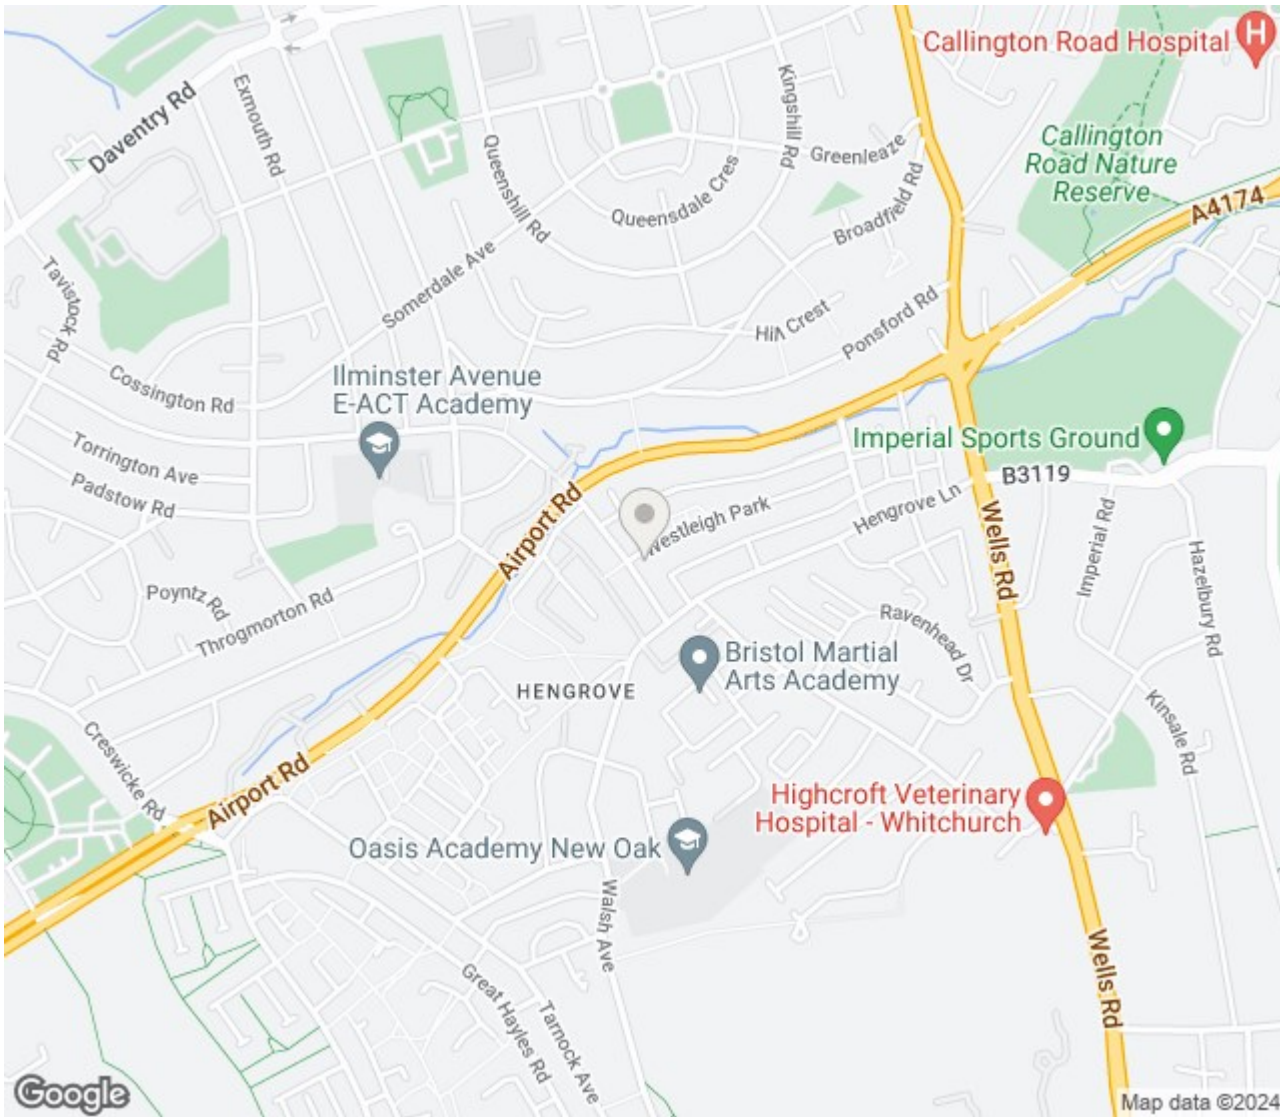 Callington Road Hospital
H
Daventry Rd
Exmouth Rd
Kingshill Rd
Callington
Road Nature
Reserve
Greenleaze
Queenshill Rd
Queensdale Cres
Broadfield Rd
A4174
Tavistock Rd
Somerdale Ave
Hill Crest
Ponsford Rd
Cossington Rd
Ilminster Avenue
E-ACT Academy
Torrington Ave
Padstow Rd
Imperial Sports Ground
B3119
Airport Rd
Westleigh Park
Hengrove Ln
Wells Rd
Imperial Rd
Hazelbury Rd
Poyntz Rd
Throgmorton Rd
Ravenhead Dr
Bristol Martial
Arts Academy
HENGROVE
Kinsale Rd
Creswicke Rd
Airport Rd
Highcroft Veterinary
Hospital - Whitchurch
Oasis Academy New Oak
Walsh Ave
Wells Rd
Great Hayles Rd
Tarnock Ave
Google
Map data ©2024